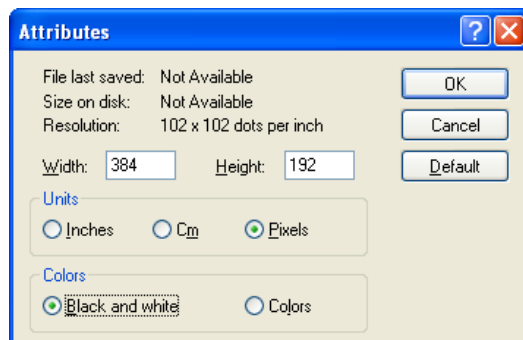 Attributes
File last saved: Not Available
Size on disk: Not Available
Resolution: 102 x 102 dots per inch
OK
Cancel
Default
Width: 384 Height: 192
Units
Inches Cm Pixels
Colors
Black and white Colors